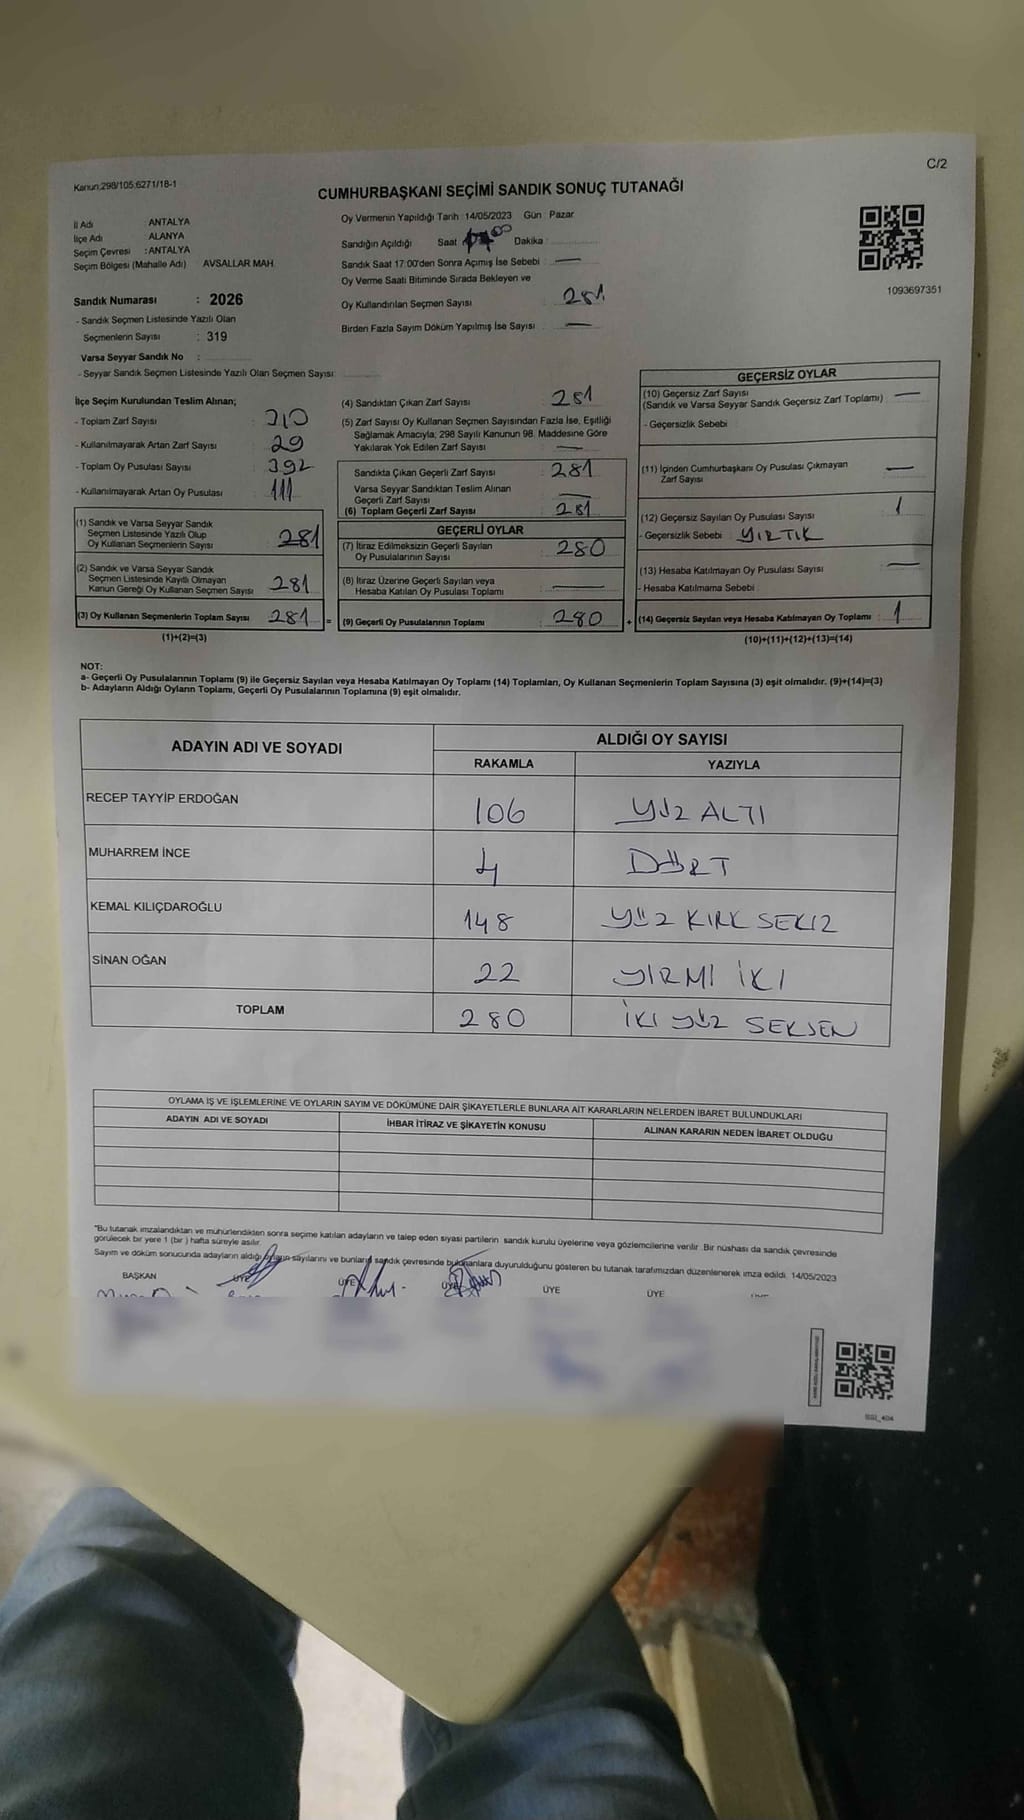 C/2
Kanun:298/105;6271/18-1
CUMHURBAŞKANI SEÇİMİ SANDIK SONUÇ TUTANAĞI
İl Adı : ANTALYA
İlçe Adı : ALANYA
Seçim Çevresi : ANTALYA
Seçim Bölgesi (Mahalle Adı) AVSALLAR MAH.
Sandık Numarası : 2026
- Sandık Seçmen Listesinde Yazılı Olan
Seçmenlerin Sayısı : 319
Varsa Seyyar Sandık No :
- Seyyar Sandık Seçmen Listesinde Yazılı Olan Seçmen Sayısı:
Oy Vermenin Yapıldığı Tarih : 14/05/2023 Gün : Pazar
Sandığın Açıldığı Saat Dakika :
Sandık Saat 17:00'den Sonra Açımış İse Sebebi : —
Oy Verme Saati Bitiminde Sırada Bekleyen ve
Oy Kullandırılan Seçmen Sayısı : 281
Birden Fazla Sayım Döküm Yapılmış İse Sayısı : —
1093697351
İlçe Seçim Kurulundan Teslim Alınan;
- Toplam Zarf Sayısı : 310
- Kullanılmayarak Artan Zarf Sayısı : 29
- Toplam Oy Pusulası Sayısı : 392
- Kullanılmayarak Artan Oy Pusulası : 111
(1) Sandık ve Varsa Seyyar Sandık
Seçmen Listesinde Yazılı Olup
Oy Kullanan Seçmenlerin Sayısı : 281
(2) Sandık ve Varsa Seyyar Sandık
Seçmen Listesinde Kayıtlı Olmayan
Kanun Gereği Oy Kullanan Seçmen Sayısı : 281
(3) Oy Kullanan Seçmenlerin Toplam Sayısı : 281 =
(1)+(2)=(3)
(4) Sandıktan Çıkan Zarf Sayısı : 281
(5) Zarf Sayısı Oy Kullanan Seçmen Sayısından Fazla İse, Eşitliği
Sağlamak Amacıyla, 298 Sayılı Kanunun 98. Maddesine Göre
Yakılarak Yok Edilen Zarf Sayısı : —
Sandıkta Çıkan Geçerli Zarf Sayısı : 281
Varsa Seyyar Sandıktan Teslim Alınan
Geçerli Zarf Sayısı : —
(6) Toplam Geçerli Zarf Sayısı : 281
GEÇERLİ OYLAR
(7) İtiraz Edilmeksizin Geçerli Sayılan
Oy Pusulalarının Sayısı : 280
(8) İtiraz Üzerine Geçerli Sayılan veya
Hesaba Katılan Oy Pusulası Toplamı : —
(9) Geçerli Oy Pusulalarının Toplamı : 280 +
GEÇERSİZ OYLAR
(10) Geçersiz Zarf Sayısı : —
(Sandık ve Varsa Seyyar Sandık Geçersiz Zarf Toplamı)
- Geçersizlik Sebebi :
(11) İçinden Cumhurbaşkanı Oy Pusulası Çıkmayan
Zarf Sayısı : —
(12) Geçersiz Sayılan Oy Pusulası Sayısı : 1
- Geçersizlik Sebebi : YIRTIK
(13) Hesaba Katılmayan Oy Pusulası Sayısı : —
- Hesaba Katılmama Sebebi :
(14) Geçersiz Sayılan veya Hesaba Katılmayan Oy Toplamı : 1
(10)+(11)+(12)+(13)=(14)
NOT:
a- Geçerli Oy Pusulalarının Toplamı (9) ile Geçersiz Sayılan veya Hesaba Katılmayan Oy Toplamı (14) Toplamları, Oy Kullanan Seçmenlerin Toplam Sayısına (3) eşit olmalıdır. (9)+(14)=(3)
b- Adayların Aldığı Oyların Toplamı, Geçerli Oy Pusulalarının Toplamına (9) eşit olmalıdır.
ADAYIN ADI VE SOYADI
ALDIĞI OY SAYISI
RAKAMLA YAZIYLA
RECEP TAYYİP ERDOĞAN 106 YÜZ ALTI
MUHARREM İNCE 4 DÖRT
KEMAL KILIÇDAROĞLU 148 YÜZ KIRK SEKIZ
SİNAN OĞAN 22 YİRMİ İKİ
TOPLAM 280 İKİ YÜZ SEKSEN
OYLAMA İŞ VE İŞLEMLERİNE VE OYLARIN SAYIM VE DÖKÜMÜNE DAİR ŞİKAYETLERLE BUNLARA AİT KARARLARIN NELERDEN İBARET BULUNDUKLARI
ADAYIN ADI VE SOYADI İHBAR İTİRAZ VE ŞİKAYETİN KONUSU ALINAN KARARIN NEDEN İBARET OLDUĞU
*Bu tutanak imzalandıktan ve mühürlendikten sonra seçime katılan adayların ve talep eden siyasi partilerin sandık kurulu üyelerine veya gözlemcilerine verilir. Bir nüshası da sandık çevresinde
görülecek bir yere 1 (bir) hafta süreyle asılır.
Sayım ve döküm sonucunda adayların aldığı oyların sayılarını ve bunların sandık çevresinde bulunanlara duyurulduğunu gösteren bu tutanak tarafımızdan düzenlenerek imza edildi. 14/05/2023
BAŞKAN ÜYE ÜYE ÜYE ÜYE ÜYE